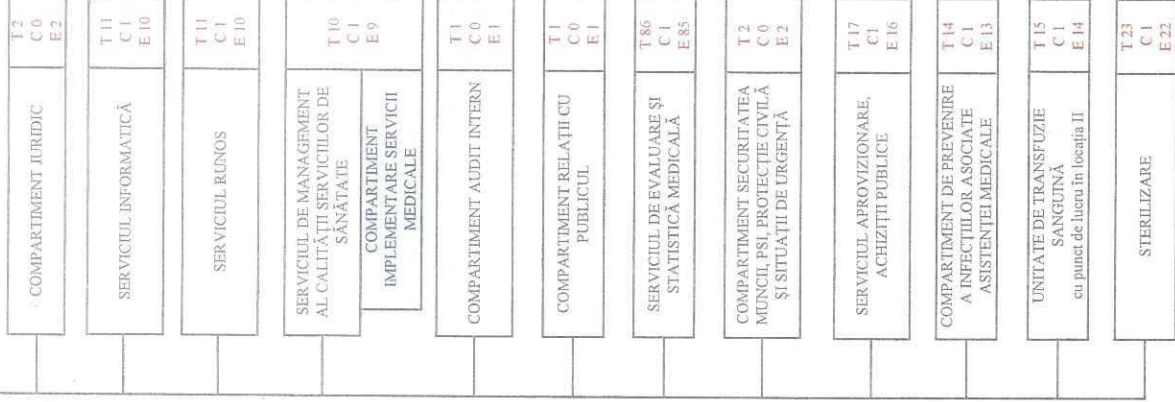 COMPARTIMENT JURIDIC
T 2
C 0
E 2
SERVICIUL INFORMATICĂ
T 11
C 1
E 10
SERVICIUL RUNOS
T 11
C 1
E 10
SERVICIUL DE MANAGEMENT
AL CALITĂȚII SERVICIILOR DE
SĂNĂTATE
T 10
C 1
E 9
COMPARTIMENT
IMPLEMENTARE SERVICII
MEDICALE
COMPARTIMENT AUDIT INTERN
T 1
C 0
E 1
COMPARTIMENT RELAȚII CU
PUBLICUL
T 1
C 0
E 1
SERVICIUL DE EVALUARE ȘI
STATISTICĂ MEDICALĂ
T 86
C 1
E 85
COMPARTIMENT SECURITATEA
MUNCII, PSI, PROTECȚIE CIVILĂ
ȘI SITUAȚII DE URGENȚĂ
T 2
C 0
E 2
SERVICIUL APROVIZIONARE,
ACHIZIȚII PUBLICE
T 17
C1
E 16
COMPARTIMENT DE PREVENIRE
A INFECȚIILOR ASOCIATE
ASISTENȚEI MEDICALE
T 14
C 1
E 13
UNITATE DE TRANSFUZIE
SANGUINĂ
cu punct de lucru în locația II
T 15
C 1
E 14
STERILIZARE
T 23
C 1
E 22